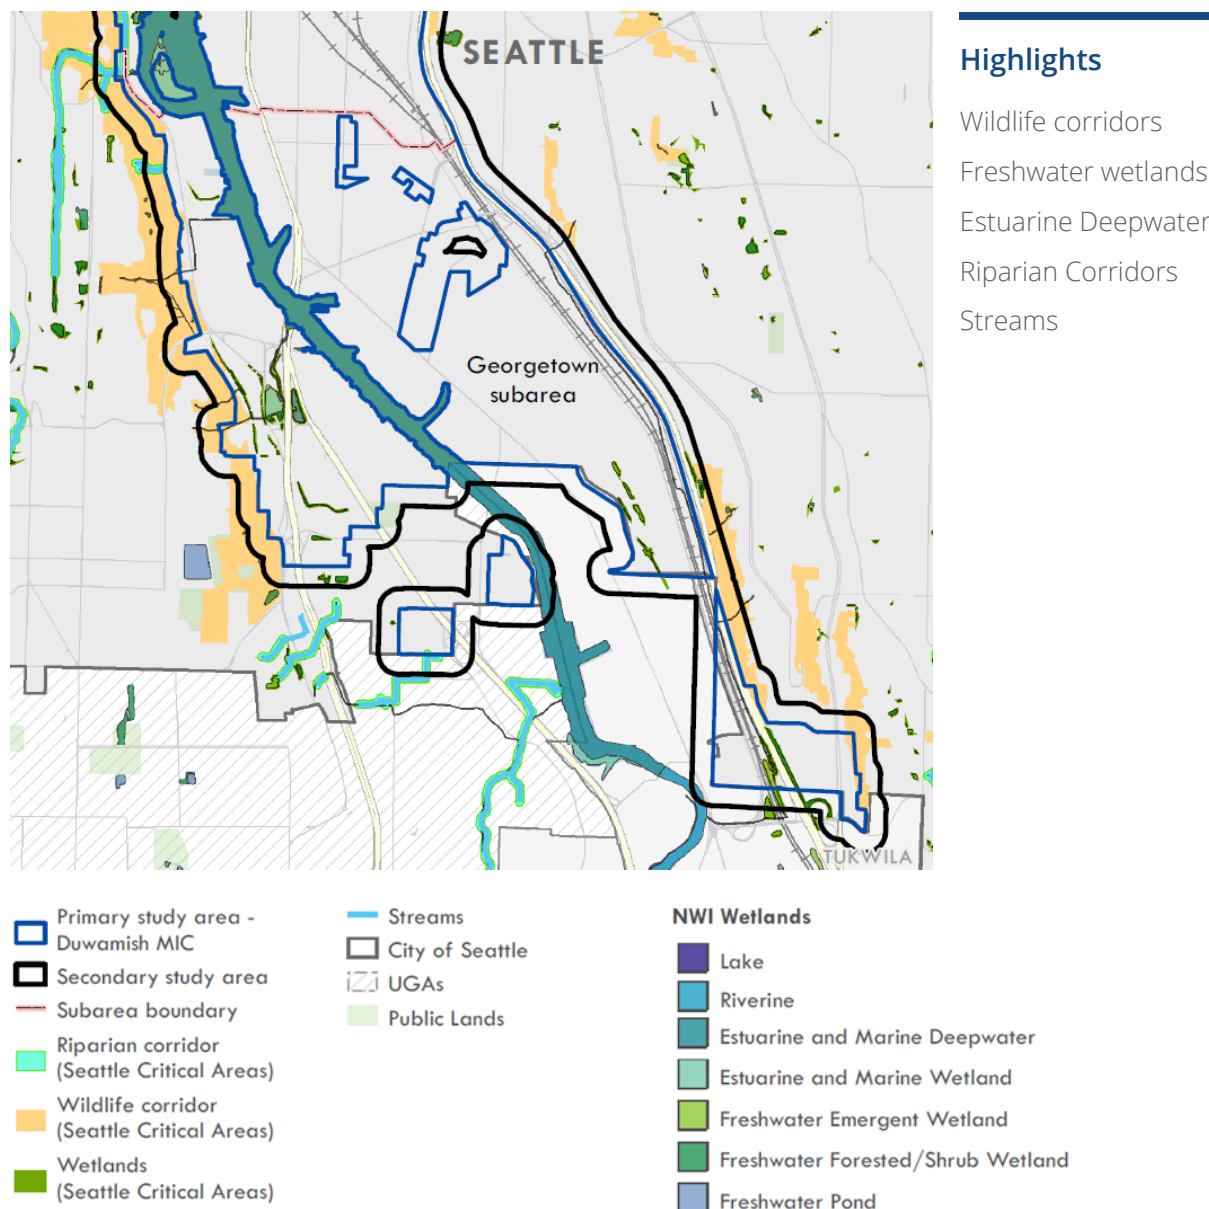 SEATTLE
Georgetown
subarea
TUKWILA
Highlights
Wildlife corridors
Freshwater wetlands
Estuarine Deepwater
Riparian Corridors
Streams
Primary study area -
Duwamish MIC
Secondary study area
Subarea boundary
Riparian corridor
(Seattle Critical Areas)
Wildlife corridor
(Seattle Critical Areas)
Wetlands
(Seattle Critical Areas)
Streams
City of Seattle
UGAs
Public Lands
NWI Wetlands
Lake
Riverine
Estuarine and Marine Deepwater
Estuarine and Marine Wetland
Freshwater Emergent Wetland
Freshwater Forested/Shrub Wetland
Freshwater Pond